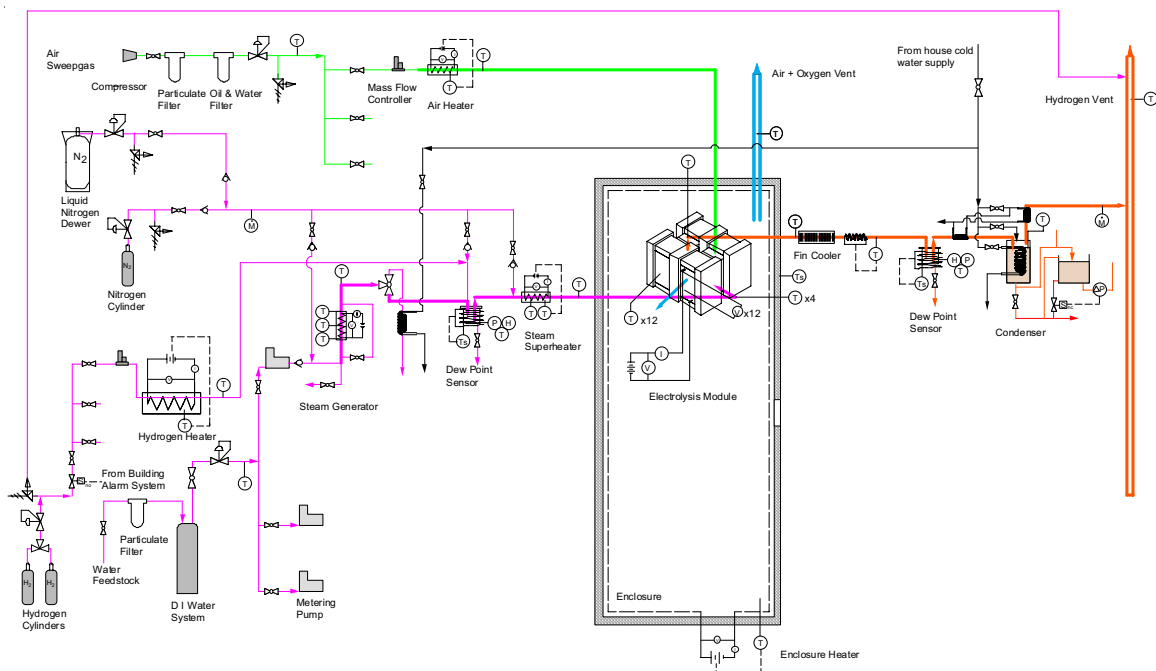 Air
Sweepgas
Compressor
Particulate
Filter
Oil & Water
Filter
T
Mass Flow
Controller
V
T
Air Heater
T
Air + Oxygen Vent
T
From house cold
water supply
Hydrogen Vent
T
N2
Liquid
Nitrogen
Dewer
N2
Nitrogen
Cylinder
M
T
T
T
T
V
Steam Generator
Ts
P
H
T
Dew Point
Sensor
T
T
Steam
Superheater
T
T
T
x12
V
x12
I
V
Electrolysis Module
T
Ts
T
x4
Fin Cooler
T
Ts
H
P
T
Dew Point
Sensor
T
M
Condenser
nc
ΔP
V
T
Hydrogen Heater
T
nc
From Building
Alarm System
Particulate
Filter
Water
Feedstock
H2
H2
Hydrogen
Cylinders
D I Water
System
T
Metering
Pump
Enclosure
V
T
Enclosure Heater